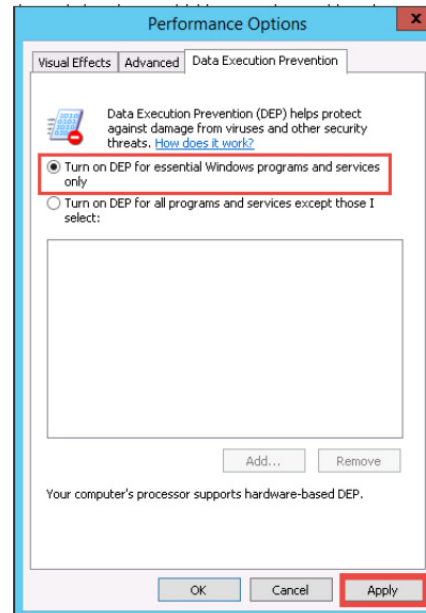 Performance Options
x
Visual Effects Advanced Data Execution Prevention
Data Execution Prevention (DEP) helps protect
against damage from viruses and other security
threats. How does it work?
Turn on DEP for essential Windows programs and services
only
Turn on DEP for all programs and services except those I
select:
Add... Remove
Your computer's processor supports hardware-based DEP.
OK Cancel Apply